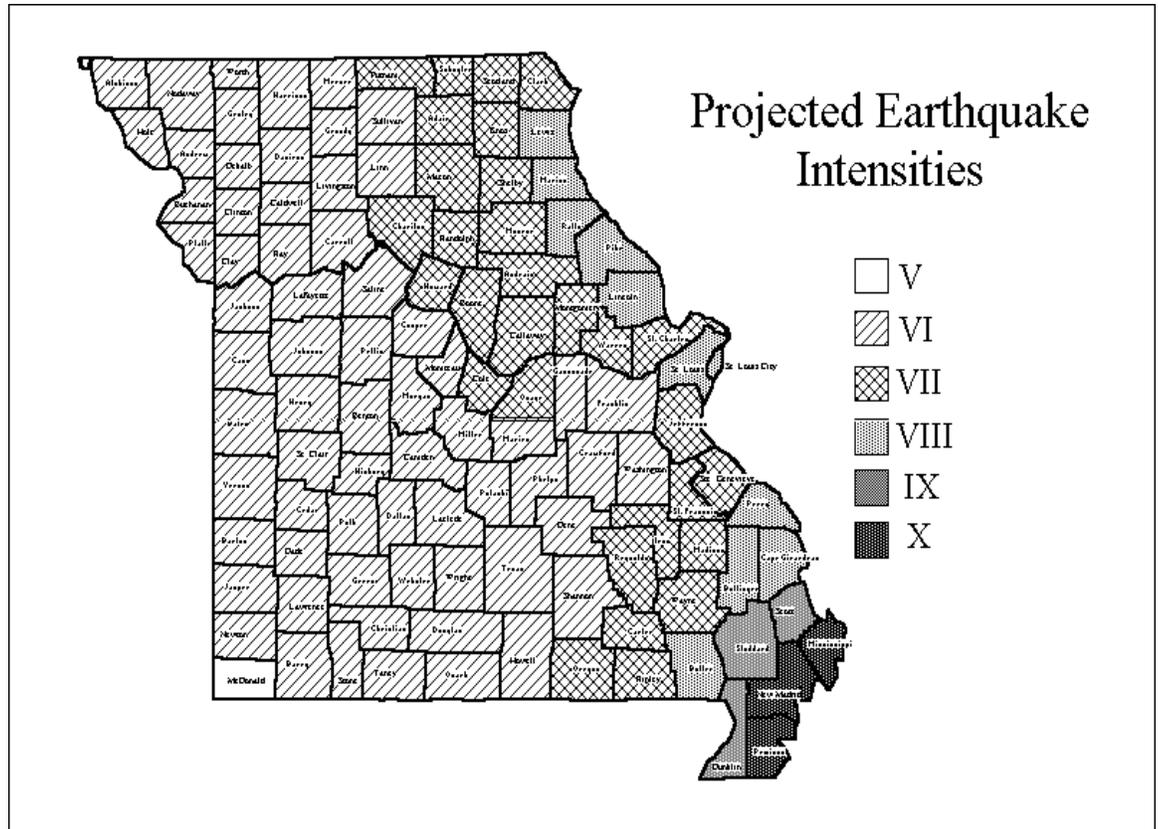 Projected Earthquake
Intensities
V
VI
VII
VIII
IX
X
Atchison
Nodaway
Worth
Harrison
Mercer
Putnam
Schuyler
Scotland
Clark
Holt
Andrew
Gentry
Grundy
Sullivan
Adair
Knox
Lewis
Dekalb
Daviess
Linn
Macon
Shelby
Marion
Buchanan
Clinton
Caldwell
Livingston
Chariton
Randolph
Monroe
Ralls
Pike
Platte
Clay
Ray
Carroll
Saline
Howard
Boone
Audrain
Lincoln
Jackson
Lafayette
Cooper
Callaway
Montgomery
Warren
St. Charles
St. Louis
St. Louis City
Cass
Johnson
Pettis
Moniteau
Cole
Osage
Gasconade
Franklin
Jefferson
Bates
Henry
Benton
Morgan
Miller
Maries
Crawford
Washington
Vernon
St. Clair
Hickory
Camden
Pulaski
Phelps
St. Francois
Ste. Genevieve
Perry
Barton
Cedar
Polk
Dallas
Laclede
Dent
Iron
Madison
Cape Girardeau
Jasper
Dade
Greene
Webster
Wright
Texas
Shannon
Reynolds
Wayne
Bollinger
Scott
Newton
Lawrence
Christian
Douglas
Howell
Carter
Butler
Stoddard
Mississippi
McDonald
Barry
Stone
Taney
Ozark
Oregon
Ripley
New Madrid
Dunklin
Pemiscot